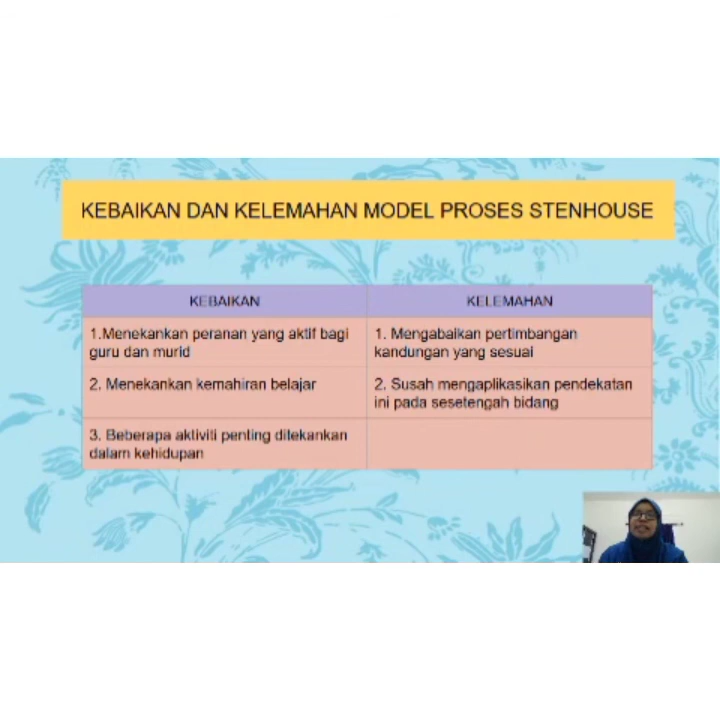 KEBAIKAN DAN KELEMAHAN MODEL PROSES STENHOUSE
KEBAIKAN
KELEMAHAN
1.Menekankan peranan yang aktif bagi
guru dan murid
1. Mengabaikan pertimbangan
kandungan yang sesuai
2. Menekankan kemahiran belajar
2. Susah mengaplikasikan pendekatan
ini pada sesetengah bidang
3. Beberapa aktiviti penting ditekankan
dalam kehidupan